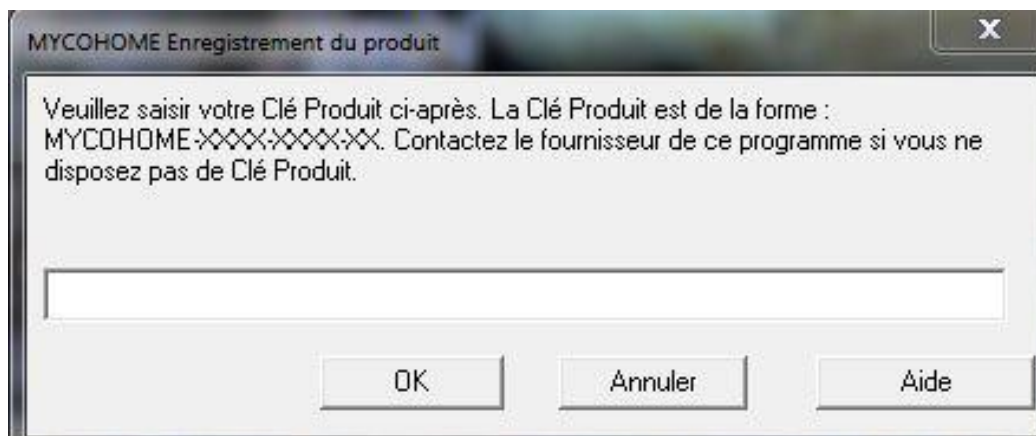 MYCOHOME Enregistrement du produit
X
Veuillez saisir votre Clé Produit ci-après. La Clé Produit est de la forme :
MYCOHOME-XXXX-XXXX-XX. Contactez le fournisseur de ce programme si vous ne
disposez pas de Clé Produit.
OK
Annuler
Aide